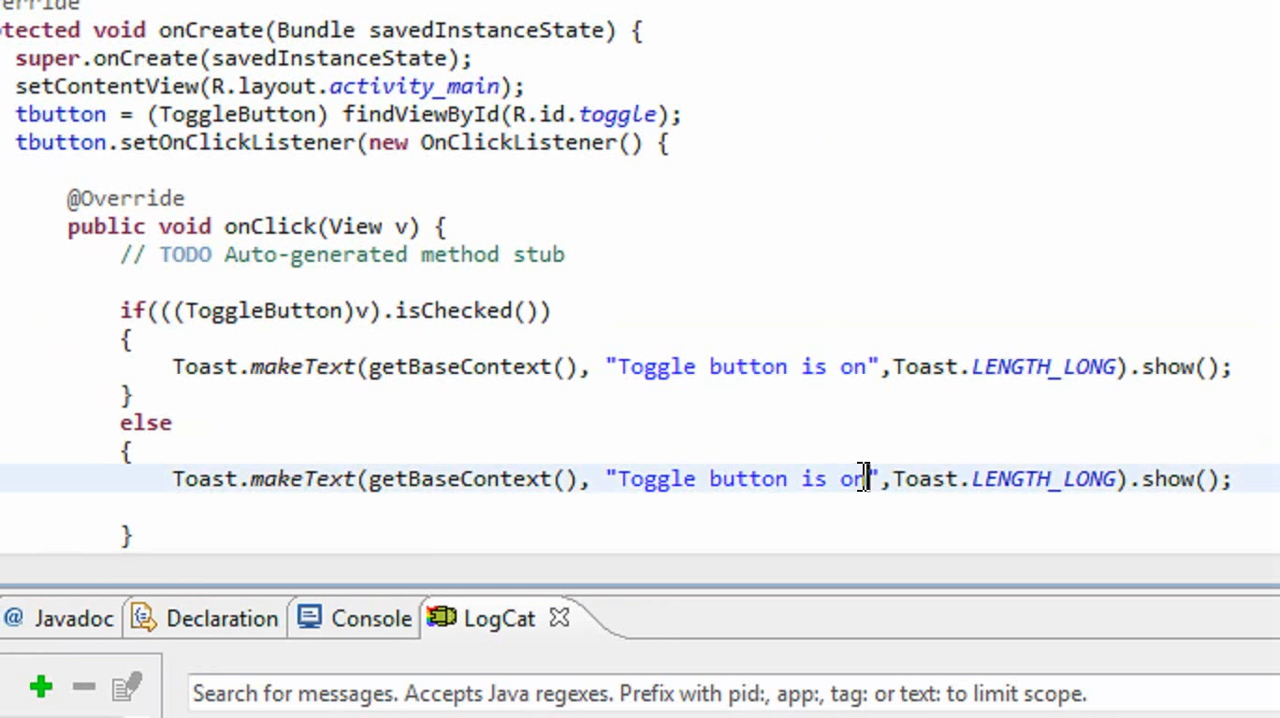 erride
otected void onCreate(Bundle savedInstanceState) {
super.onCreate(savedInstanceState);
setContentView(R.layout.activity_main);
tbutton = (ToggleButton) findViewById(R.id.toggle);
tbutton.setOnClickListener(new OnClickListener() {
@Override
public void onClick(View v) {
// TODO Auto-generated method stub
if(((ToggleButton)v).isChecked())
{
Toast.makeText(getBaseContext(), "Toggle button is on",Toast.LENGTH_LONG).show();
}
else
{
Toast.makeText(getBaseContext(), "Toggle button is on",Toast.LENGTH_LONG).show();
}
@ Javadoc Declaration Console LogCat
Search for messages. Accepts Java regexes. Prefix with pid:, app:, tag: or text: to limit scope.